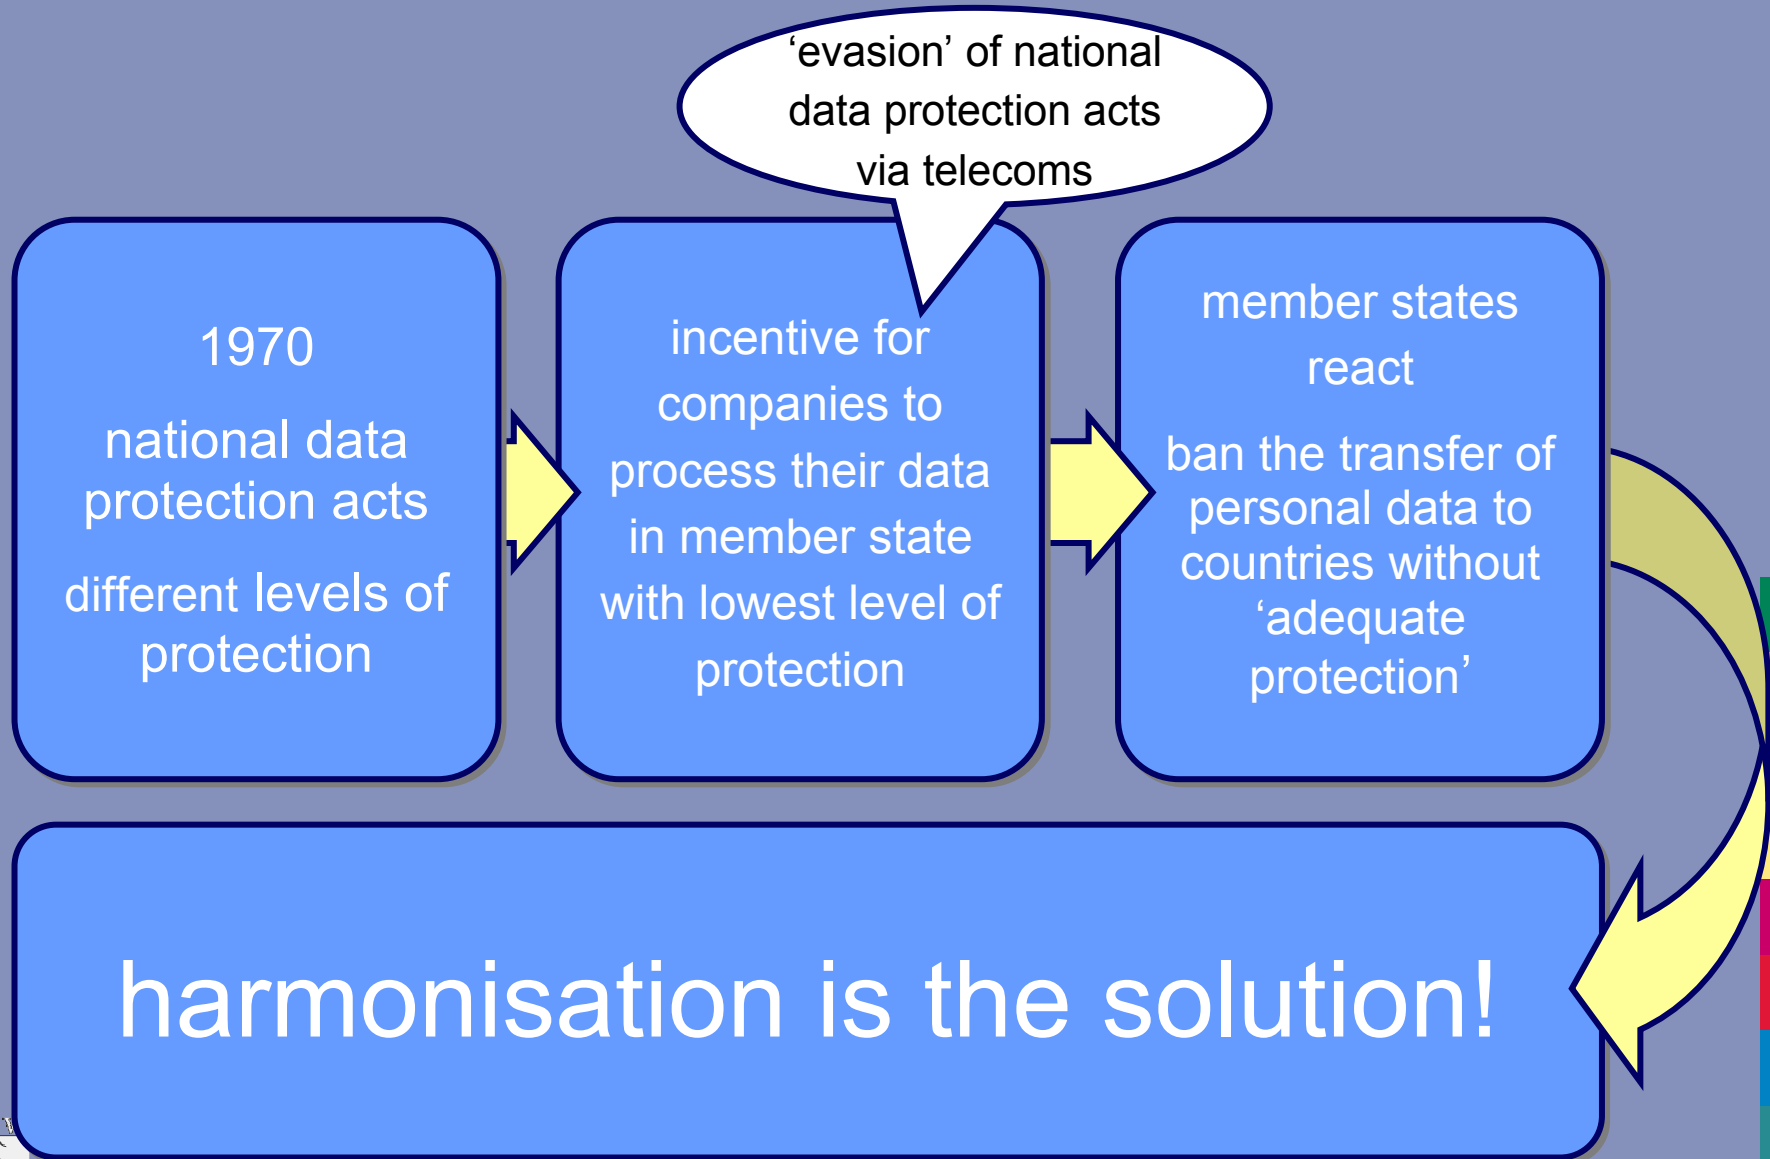 ‘evasion’ of national
data protection acts
via telecoms
1970
national data
protection acts
different levels of
protection
incentive for
companies to
process their data
in member state
with lowest level of
protection
member states
react
ban the transfer of
personal data to
countries without
‘adequate
protection’
harmonisation is the solution!